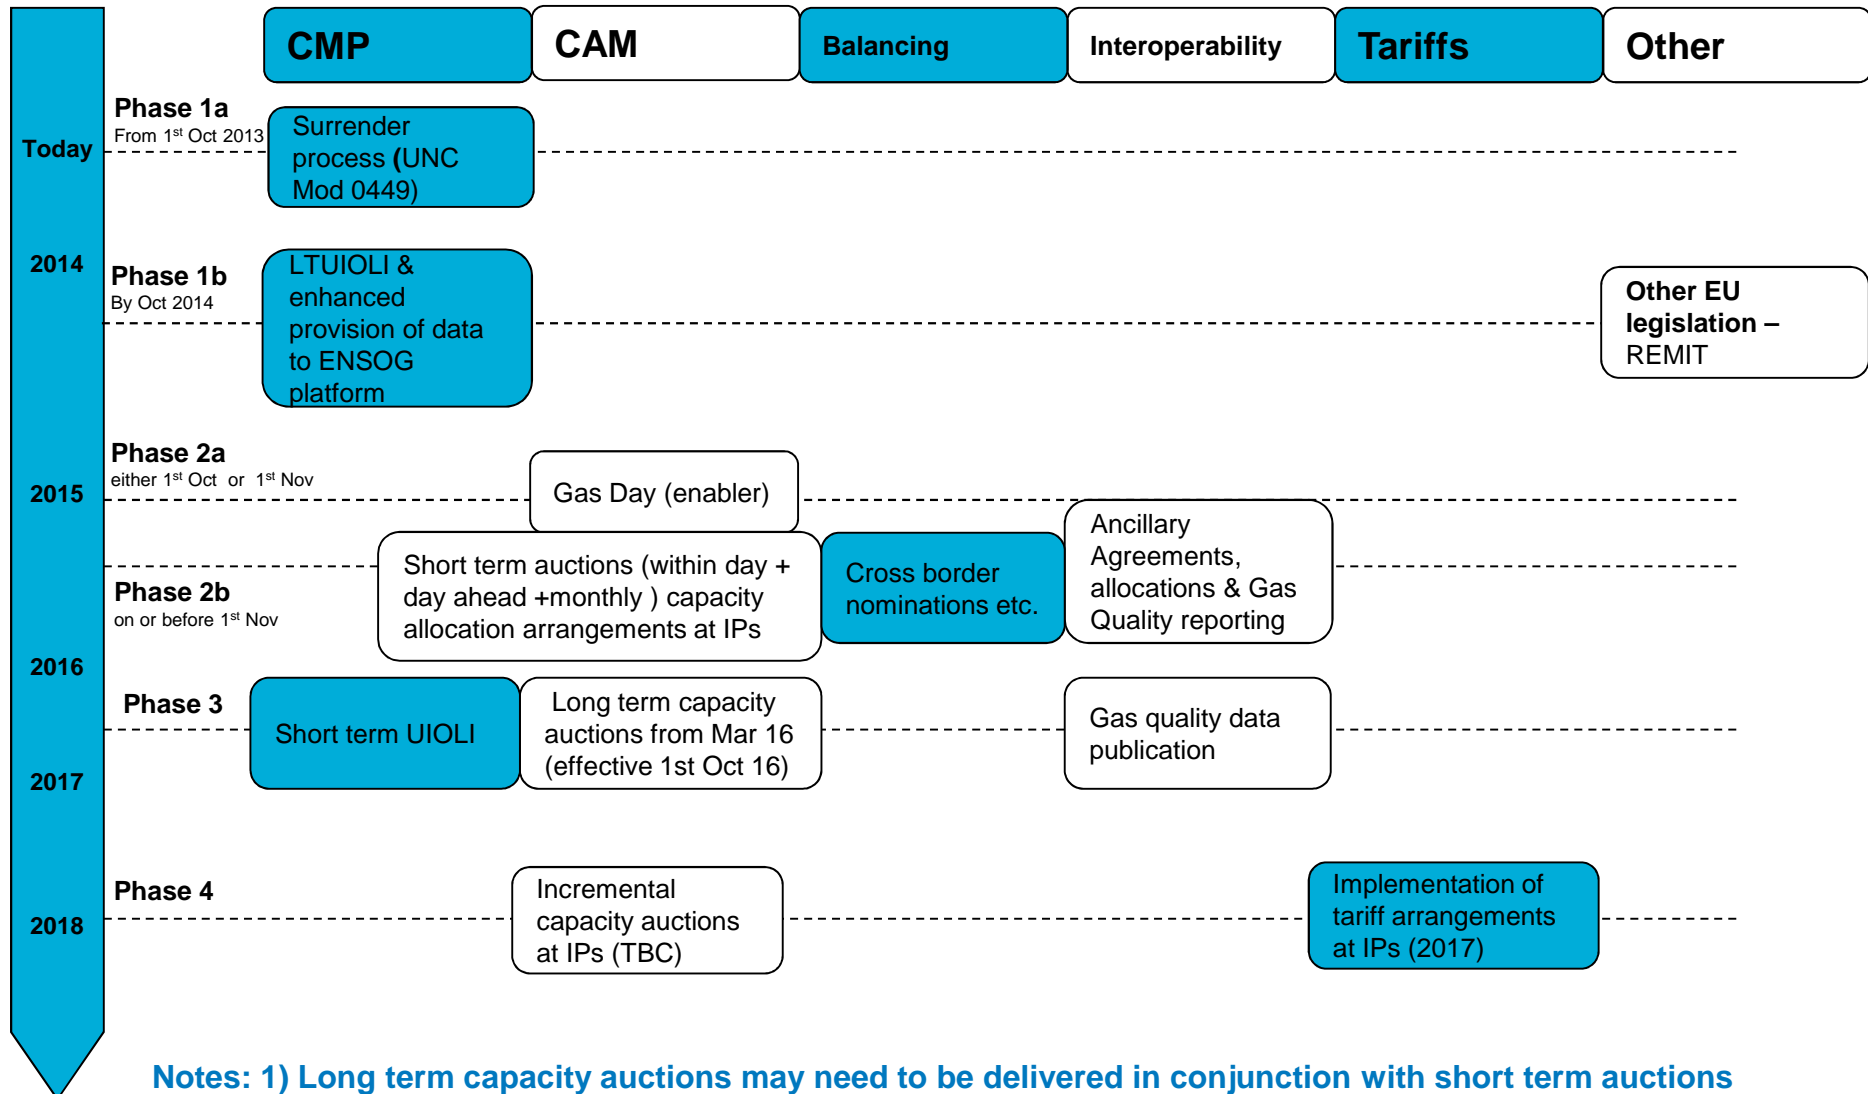 CMP
CAM
Balancing
Interoperability
Tariffs
Other
Today
Phase 1a
From 1st Oct 2013
Surrender
process (UNC
Mod 0449)
2014
Phase 1b
By Oct 2014
LTUIOLI &
enhanced
provision of data
to ENSOG
platform
Other EU
legislation –
REMIT
2015
Phase 2a
either 1st Oct or 1st Nov
Gas Day (enabler)
Phase 2b
on or before 1st Nov
Short term auctions (within day +
day ahead +monthly ) capacity
allocation arrangements at IPs
Cross border
nominations etc.
Ancillary
Agreements,
allocations & Gas
Quality reporting
2016
Phase 3
Short term UIOLI
Long term capacity
auctions from Mar 16
(effective 1st Oct 16)
Gas quality data
publication
2017
Phase 4
Incremental
capacity auctions
at IPs (TBC)
Implementation of
tariff arrangements
at IPs (2017)
2018
Notes: 1) Long term capacity auctions may need to be delivered in conjunction with short term auctions